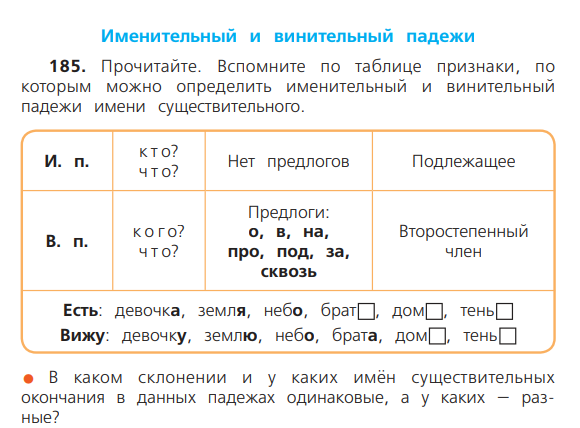 Именительный и винительный падежи
185. Прочитайте. Вспомните по таблице признаки, по
которым можно определить именительный и винительный
падежи имени существительного.
И. п.
кто?
что?
Нет предлогов
Подлежащее
В. п.
кого?
что?
Предлоги:
о, в, на,
про, под, за,
сквозь
Второстепенный
член
Есть: девочка, земля, небо, брат□, дом□, тень□
Вижу: девочку, землю, небо, брата, дом□, тень□
● В каком склонении и у каких имён существительных
окончания в данных падежах одинаковые, а у каких — раз-
ные?